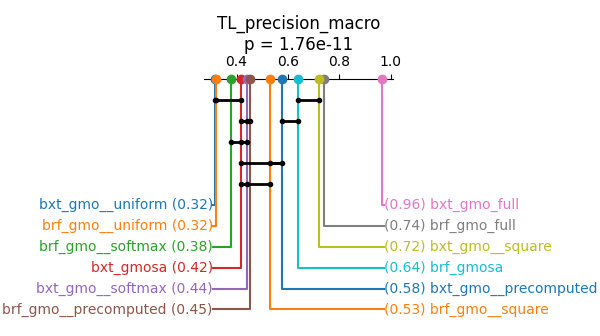 TL_precision_macro
p = 1.76e-11
0.4 0.6 0.8 1.0
bxt_gmo__uniform (0.32) (0.96) bxt_gmo_full
brf_gmo__uniform (0.32) (0.74) brf_gmo_full
brf_gmo__softmax (0.38) (0.72) bxt_gmo__square
bxt_gmosa (0.42) (0.64) brf_gmosa
bxt_gmo__softmax (0.44) (0.58) bxt_gmo__precomputed
brf_gmo__precomputed (0.45) (0.53) brf_gmo__square